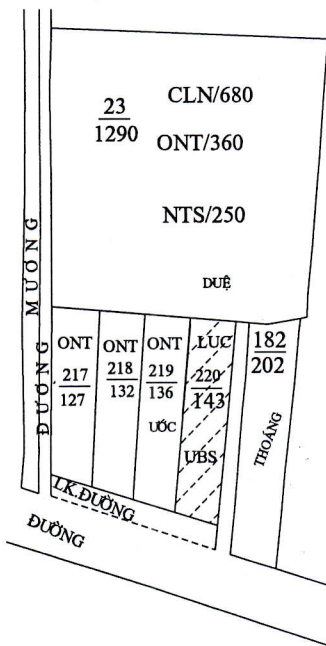 CLN/680
23
1290
ONT/360
NTS/250
DUỆ
MƯƠNG
ĐƯỜNG
ONT
217
127
ONT
218
132
ONT
219
136
ƯỚC
LUC
220
143
UBS
182
202
THOÁNG
LK.ĐƯỜNG
ĐƯỜNG